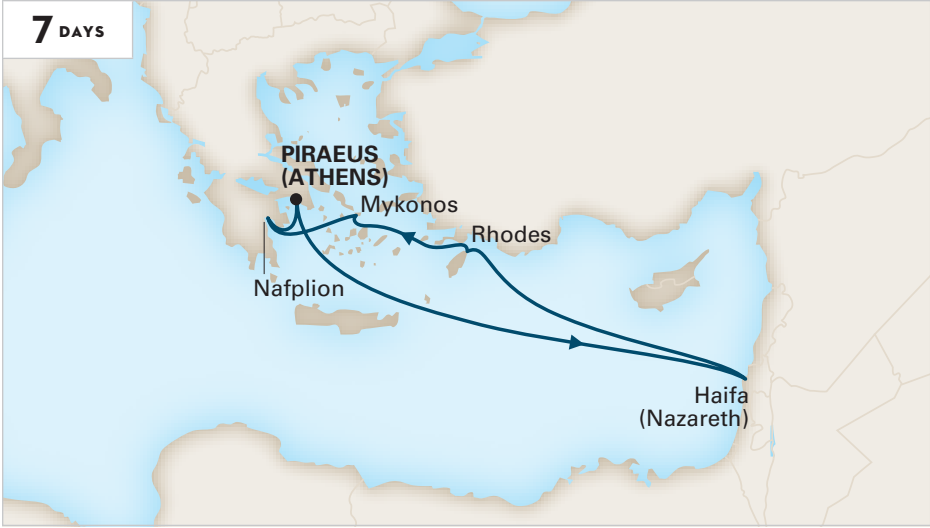 7 DAYS
PIRAEUS
(ATHENS)
Mykonos
Rhodes
Nafplion
Haifa
(Nazareth)